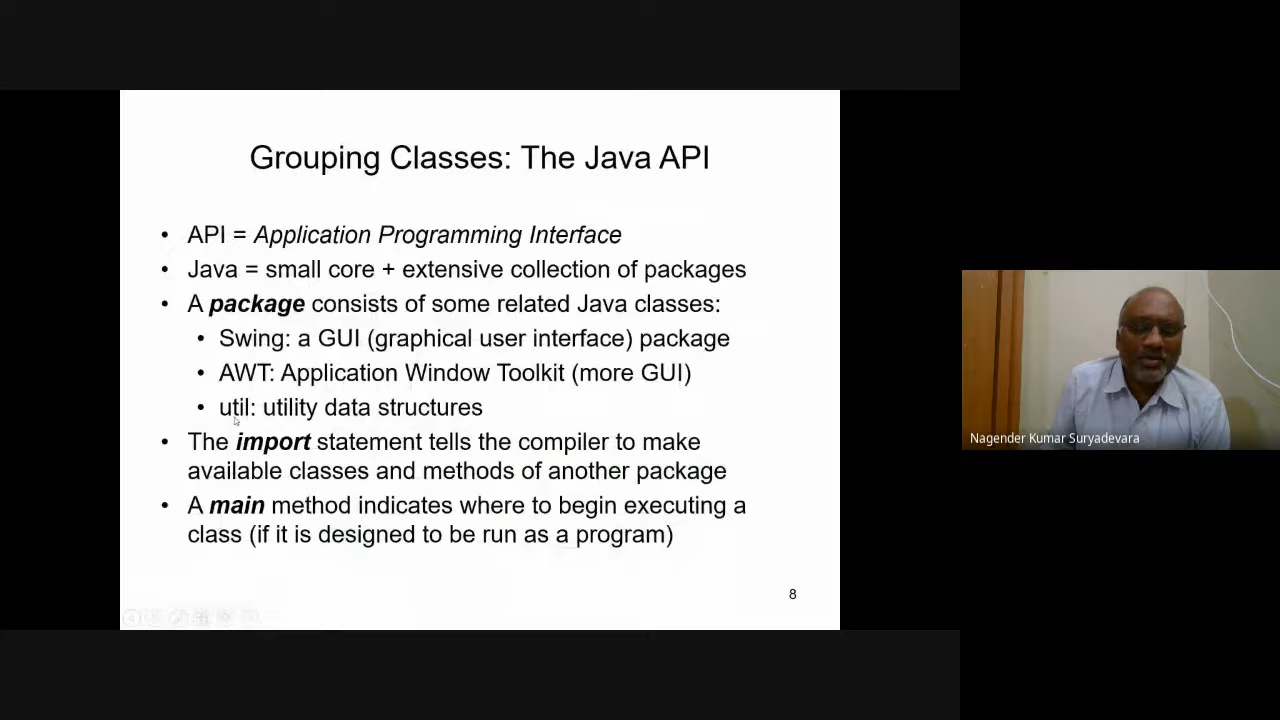 Grouping Classes: The Java API
• API = Application Programming Interface
• Java = small core + extensive collection of packages
• A package consists of some related Java classes:
• Swing: a GUI (graphical user interface) package
• AWT: Application Window Toolkit (more GUI)
• util: utility data structures
• The import statement tells the compiler to make
available classes and methods of another package
• A main method indicates where to begin executing a
class (if it is designed to be run as a program)
8
Nagender Kumar Suryadevara